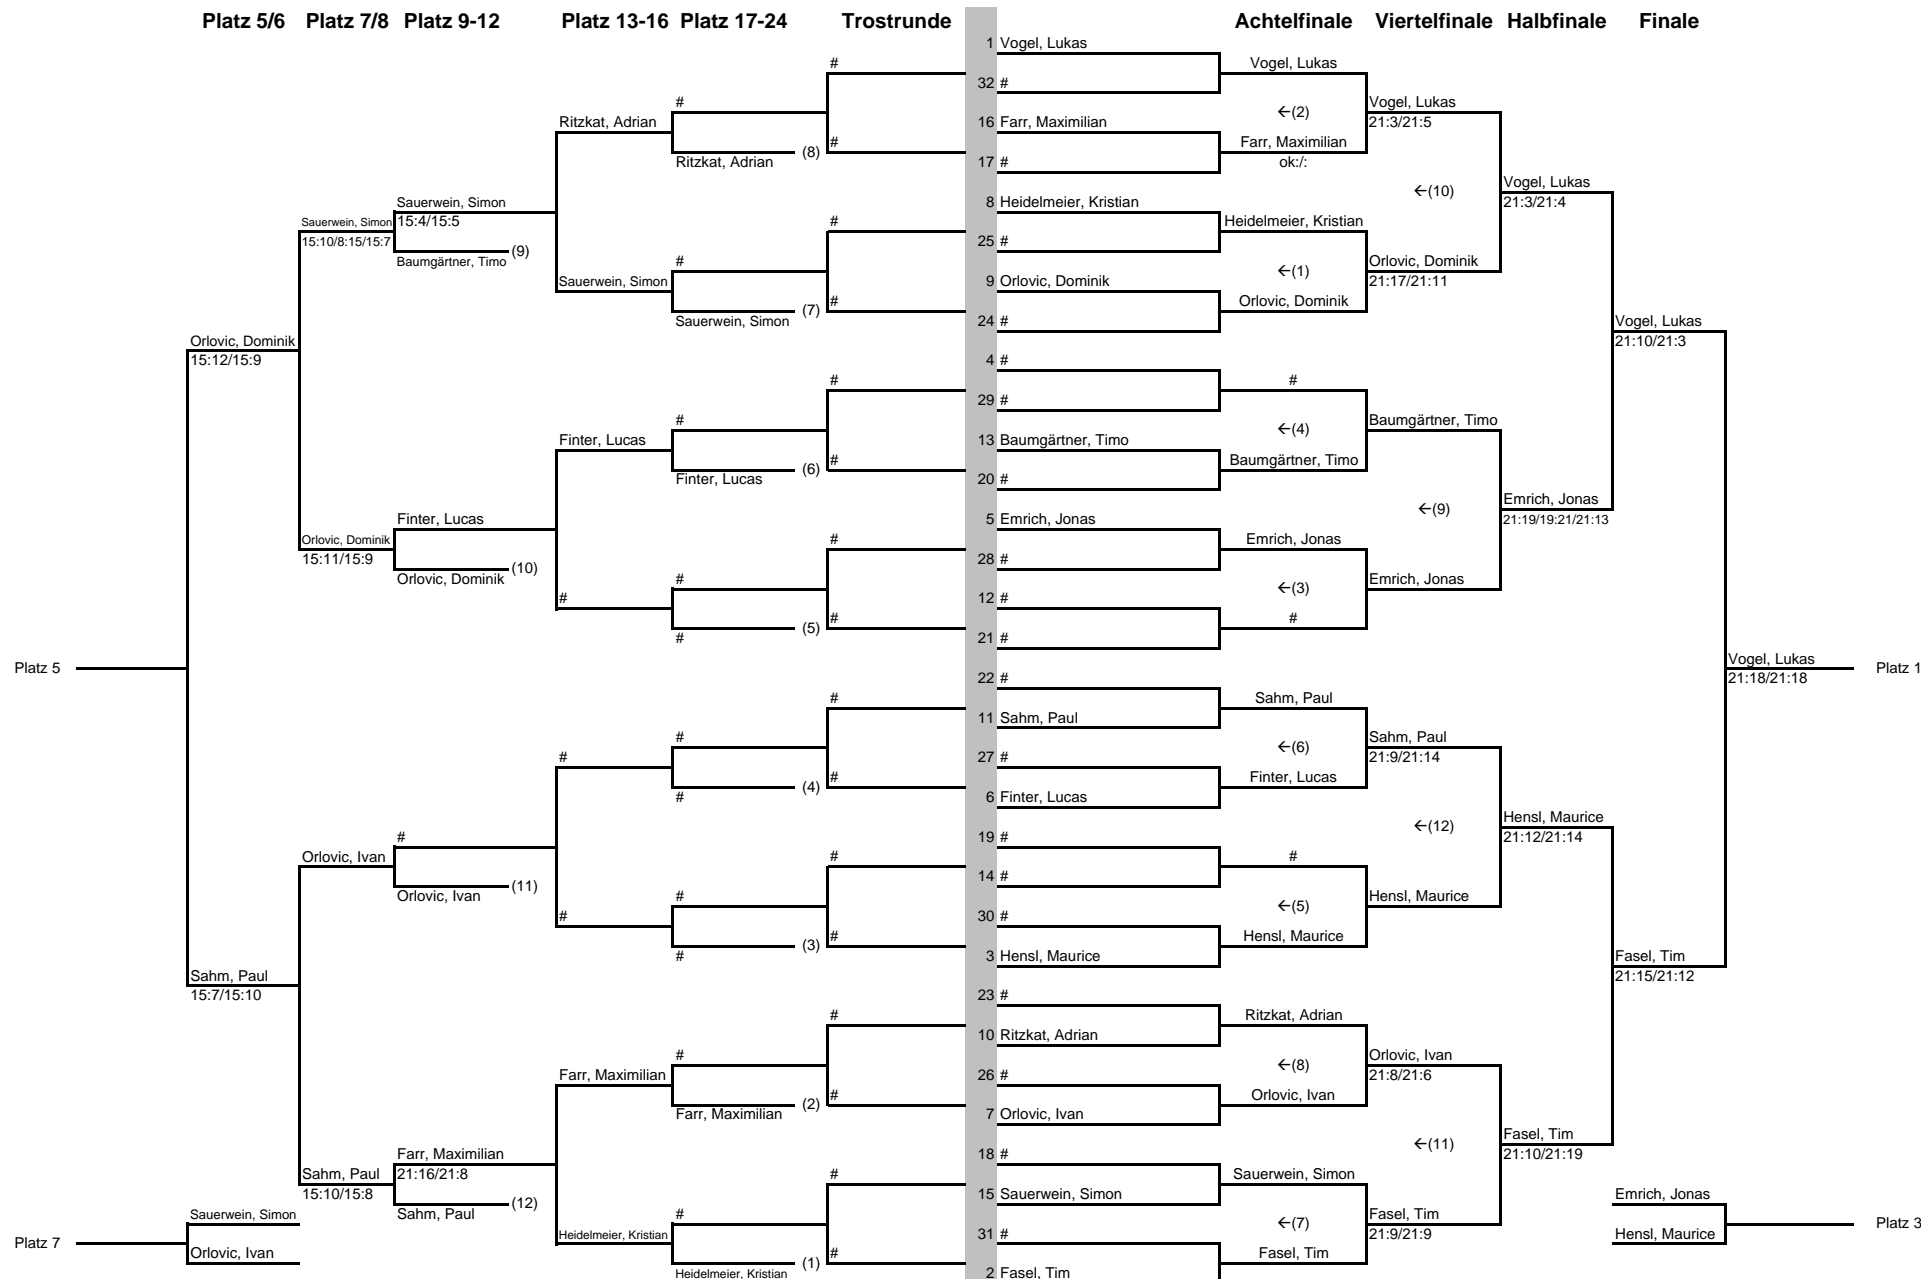 Platz 5/6 Platz 7/8 Platz 9-12 Platz 13-16 Platz 17-24 Trostrunde Achtelfinale Viertelfinale Halbfinale Finale
1 Vogel, Lukas
# Vogel, Lukas
32 #
# Vogel, Lukas
Ritzkat, Adrian 16 Farr, Maximilian ←(2) 21:3/21:5
# Farr, Maximilian
Ritzkat, Adrian (8) 17 # ok:/:
Sauerwein, Simon Vogel, Lukas
15:4/15:5 8 Heidelmeier, Kristian ←(10) 21:3/21:4
Sauerwein, Simon # Heidelmeier, Kristian
15:10/8:15/15:7 25 #
Baumgärtner, Timo (9) # Orlovic, Dominik
Sauerwein, Simon 9 Orlovic, Dominik ←(1) 21:17/21:11
# Orlovic, Dominik
Sauerwein, Simon (7) 24 # Vogel, Lukas
Orlovic, Dominik 21:10/21:3
15:12/15:9 4 #
# #
29 #
# Baumgärtner, Timo
Finter, Lucas 13 Baumgärtner, Timo ←(4)
# Baumgärtner, Timo
Finter, Lucas (6) 20 #
Emrich, Jonas
Finter, Lucas 5 Emrich, Jonas ←(9) 21:19/19:21/21:13
Orlovic, Dominik # Emrich, Jonas
15:11/15:9 28 #
Orlovic, Dominik (10) # Emrich, Jonas
# 12 # ←(3)
# #
# (5) 21 #
Platz 5 Vogel, Lukas Platz 1
22 # 21:18/21:18
# Sahm, Paul
11 Sahm, Paul
# Sahm, Paul
# 27 # ←(6) 21:9/21:14
# Finter, Lucas
# (4) 6 Finter, Lucas
Hensl, Maurice
# 19 # ←(12) 21:12/21:14
Orlovic, Ivan # #
14 #
Orlovic, Ivan (11) # Hensl, Maurice
# 30 # ←(5)
# Hensl, Maurice
# (3) 3 Hensl, Maurice Fasel, Tim
Sahm, Paul 21:15/21:12
15:7/15:10 23 #
# Ritzkat, Adrian
10 Ritzkat, Adrian
# Orlovic, Ivan
Farr, Maximilian 26 # ←(8) 21:8/21:6
# Orlovic, Ivan
Farr, Maximilian (2) 7 Orlovic, Ivan
Farr, Maximilian Fasel, Tim
21:16/21:8 18 # ←(11) 21:10/21:19
Sahm, Paul # Sauerwein, Simon
15:10/15:8 15 Sauerwein, Simon Emrich, Jonas
Sahm, Paul (12)
Sauerwein, Simon # Fasel, Tim Platz 3
Heidelmeier, Kristian 31 # ←(7) 21:9/21:9 Hensl, Maurice
Platz 7
Orlovic, Ivan # Fasel, Tim
Heidelmeier, Kristian (1) 2 Fasel, Tim